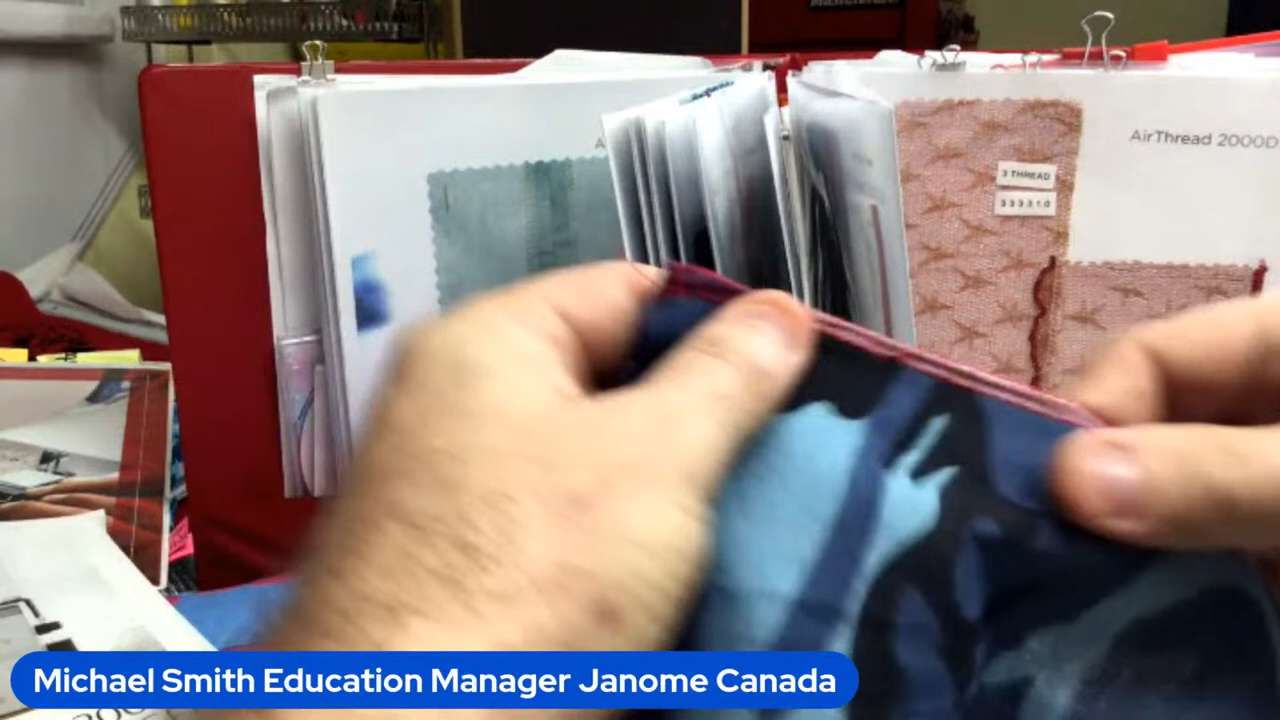 AirThread 2000D
3 THREAD
333310
Michael Smith Education Manager Janome Canada